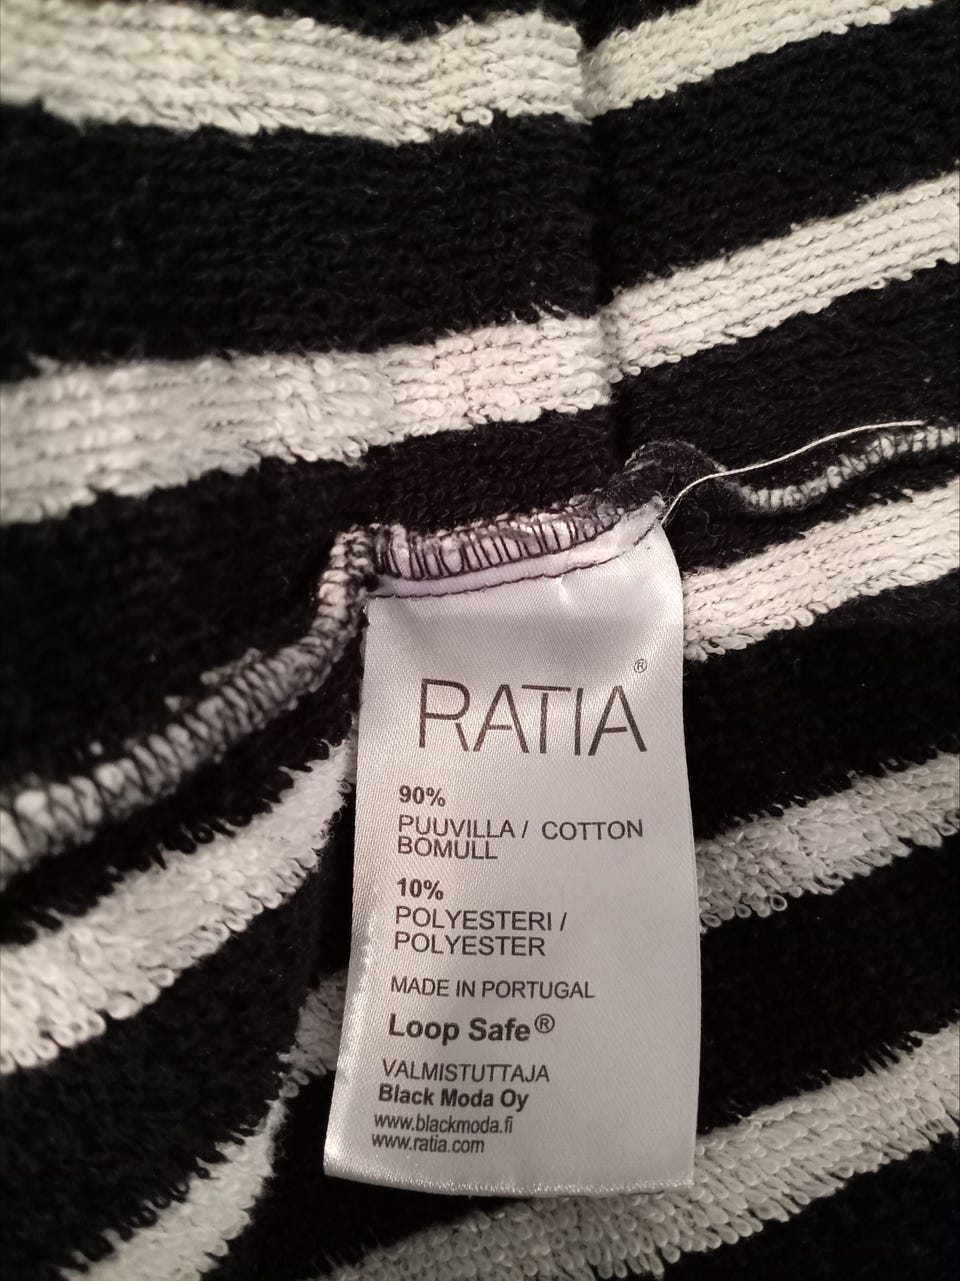 RATIA®
90%
PUUVILLA / COTTON
BOMULL
10%
POLYESTERI /
POLYESTER
MADE IN PORTUGAL
Loop Safe®
VALMISTUTTAJA
Black Moda Oy
www.blackmoda.fi
www.ratia.com